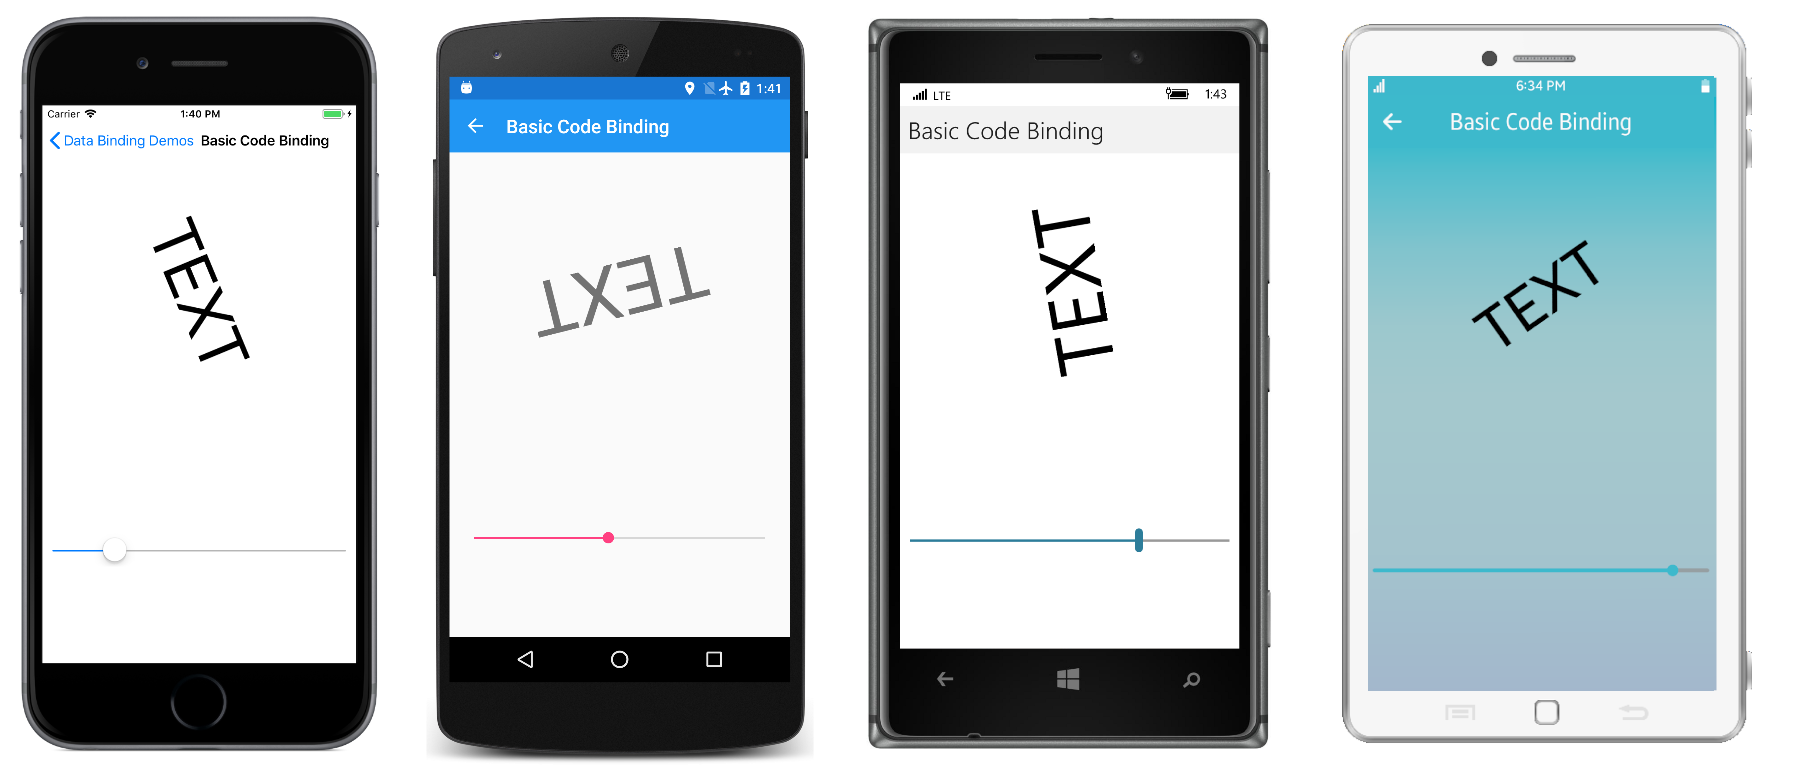 Carrier 1:40 PM
Data Binding Demos Basic Code Binding
TEXT
1:41
Basic Code Binding
TEXT
LTE 1:43
Basic Code Binding
TEXT
6:34 PM
Basic Code Binding
TEXT